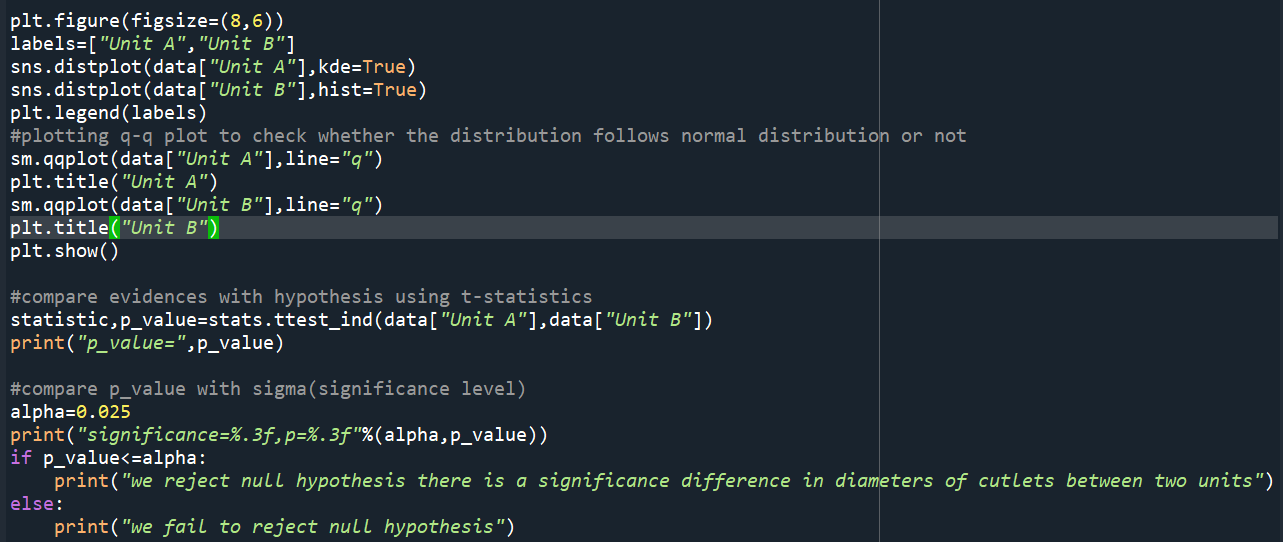 plt.figure(figsize=(8,6))
labels=["Unit A","Unit B"]
sns.distplot(data["Unit A"],kde=True)
sns.distplot(data["Unit B"],hist=True)
plt.legend(labels)
#plotting q-q plot to check whether the distribution follows normal distribution or not
sm.qqplot(data["Unit A"],line="q")
plt.title("Unit A")
sm.qqplot(data["Unit B"],line="q")
plt.title("Unit B")
plt.show()

#compare evidences with hypothesis using t-statistics
statistic,p_value=stats.ttest_ind(data["Unit A"],data["Unit B"])
print("p_value=",p_value)

#compare p_value with sigma(significance level)
alpha=0.025
print("significance=%.3f,p=%.3f"%(alpha,p_value))
if p_value<=alpha:
    print("we reject null hypothesis there is a significance difference in diameters of cutlets between two units")
else:
    print("we fail to reject null hypothesis")